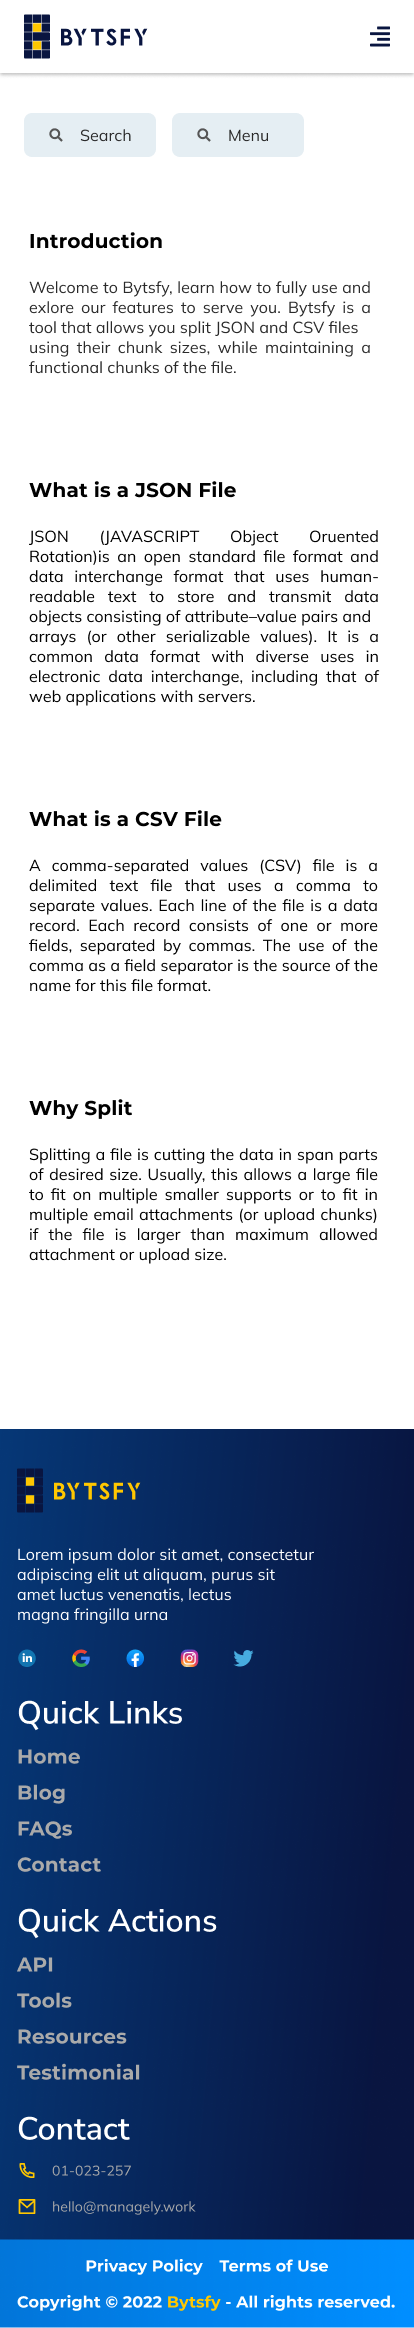 BYTSFY
Search
Menu
Introduction
Welcome to Bytsfy, learn how to fully use and
exlore our features to serve you. Bytsfy is a
tool that allows you split JSON and CSV files
using their chunk sizes, while maintaining a
functional chunks of the file.
What is a JSON File
JSON (JAVASCRIPT Object Oruented
Rotation)is an open standard file format and
data interchange format that uses human-
readable text to store and transmit data
objects consisting of attribute–value pairs and
arrays (or other serializable values). It is a
common data format with diverse uses in
electronic data interchange, including that of
web applications with servers.
What is a CSV File
A comma-separated values (CSV) file is a
delimited text file that uses a comma to
separate values. Each line of the file is a data
record. Each record consists of one or more
fields, separated by commas. The use of the
comma as a field separator is the source of the
name for this file format.
Why Split
Splitting a file is cutting the data in span parts
of desired size. Usually, this allows a large file
to fit on multiple smaller supports or to fit in
multiple email attachments (or upload chunks)
if the file is larger than maximum allowed
attachment or upload size.
BYTSFY
Lorem ipsum dolor sit amet, consectetur
adipiscing elit ut aliquam, purus sit
amet luctus venenatis, lectus
magna fringilla urna
Quick Links
Home
Blog
FAQs
Contact
Quick Actions
API
Tools
Resources
Testimonial
Contact
01-023-257
hello@managely.work
Privacy Policy Terms of Use
Copyright © 2022 Bytsfy - All rights reserved.